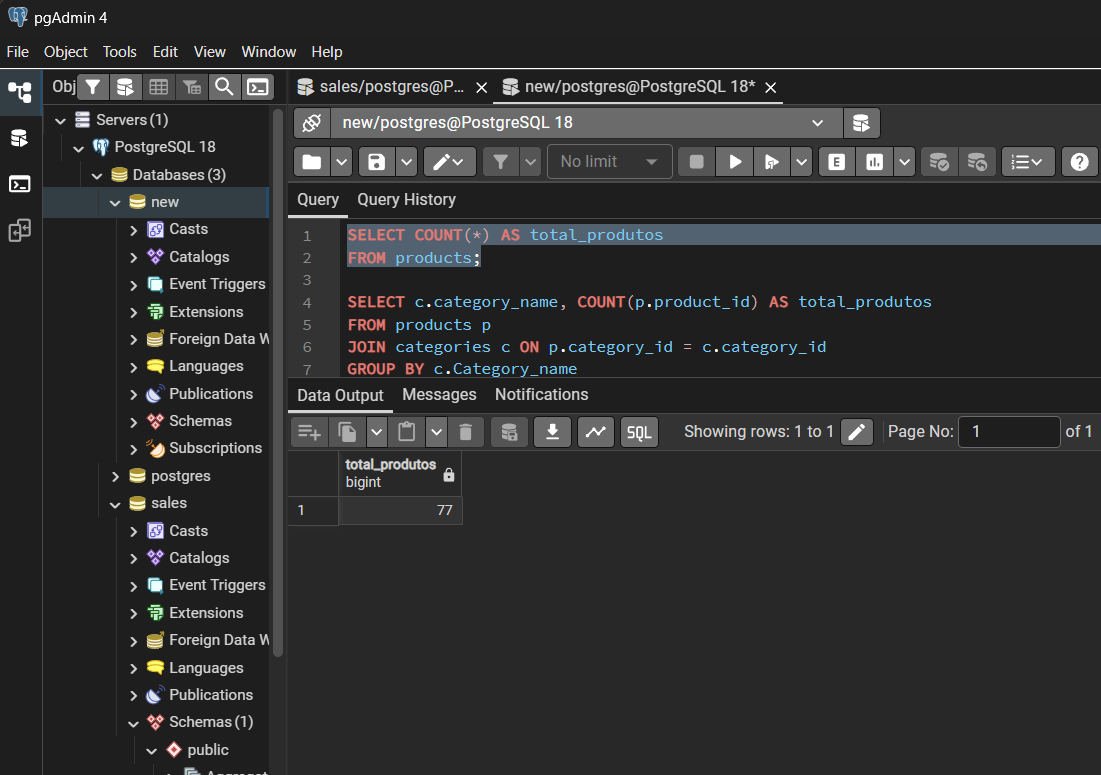 pgAdmin 4
File Object Tools Edit View Window Help
Obj
sales/postgres@P...
new/postgres@PostgreSQL 18*
Servers (1)
PostgreSQL 18
Databases (3)
new
Casts
Catalogs
Event Triggers
Extensions
Foreign Data W
Languages
Publications
Schemas
Subscriptions
postgres
sales
Casts
Catalogs
Event Triggers
Extensions
Foreign Data W
Languages
Publications
Schemas (1)
public
new/postgres@PostgreSQL 18
No limit
E
Query Query History
1 SELECT COUNT(*) AS total_produtos
2 FROM products;
3
4 SELECT c.category_name, COUNT(p.product_id) AS total_produtos
5 FROM products p
6 JOIN categories c ON p.category_id = c.category_id
7 GROUP BY c.Category_name
Data Output Messages Notifications
SQL Showing rows: 1 to 1 Page No: 1 of 1
total_produtos
bigint
1 77